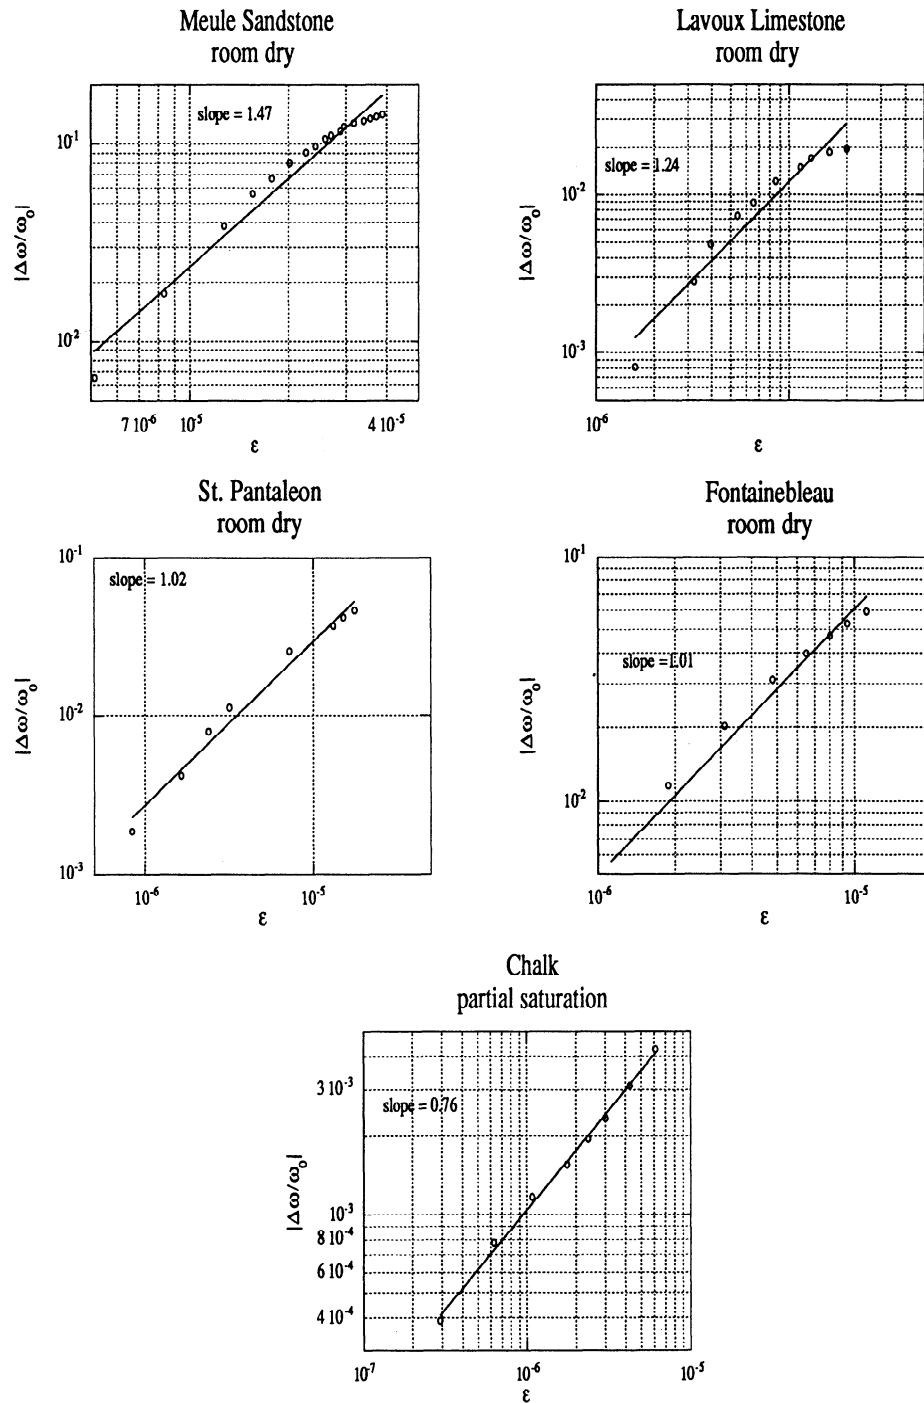 Meule Sandstone
room dry
slope = 1.47
10⁻¹
10⁻²
|Δω/ω₀|
7 10⁻⁶ 10⁻⁵ 4 10⁻⁵
ε
Lavoux Limestone
room dry
slope = 1.24
10⁻²
10⁻³
|Δω/ω₀|
10⁻⁶
ε
St. Pantaleon
room dry
10⁻¹
slope = 1.02
10⁻²
10⁻³
|Δω/ω₀|
10⁻⁶ 10⁻⁵
ε
Fontainebleau
room dry
10⁻¹
slope =1.01
10⁻²
|Δω/ω₀|
10⁻⁶ 10⁻⁵
ε
Chalk
partial saturation
3 10⁻³
slope = 0.76
10⁻³
8 10⁻⁴
6 10⁻⁴
4 10⁻⁴
|Δω/ω₀|
10⁻⁷ 10⁻⁶ 10⁻⁵
ε